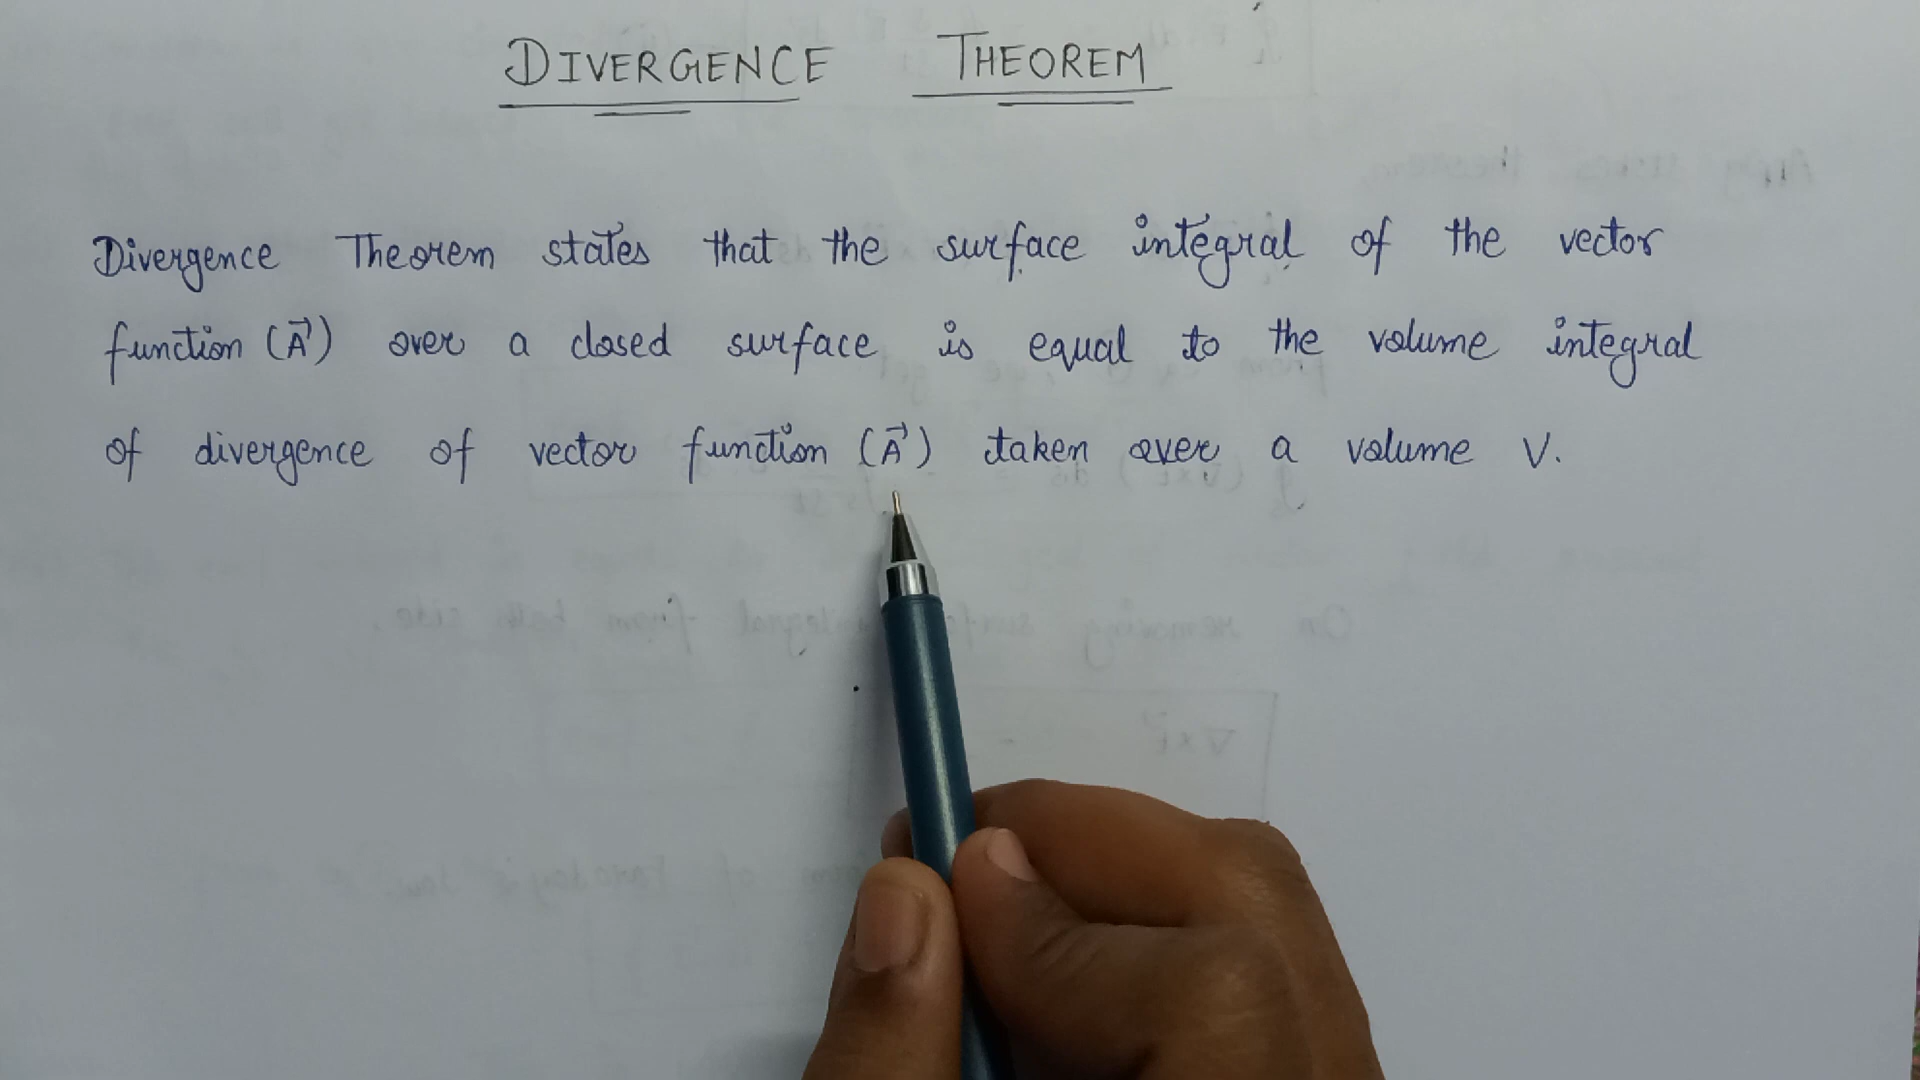 DIVERGENCE THEOREM
Divergence Theorem states that the surface integral of the vector
function (A⃗) over a closed surface is equal to the volume integral
of divergence of vector function (A⃗) taken over a volume V.